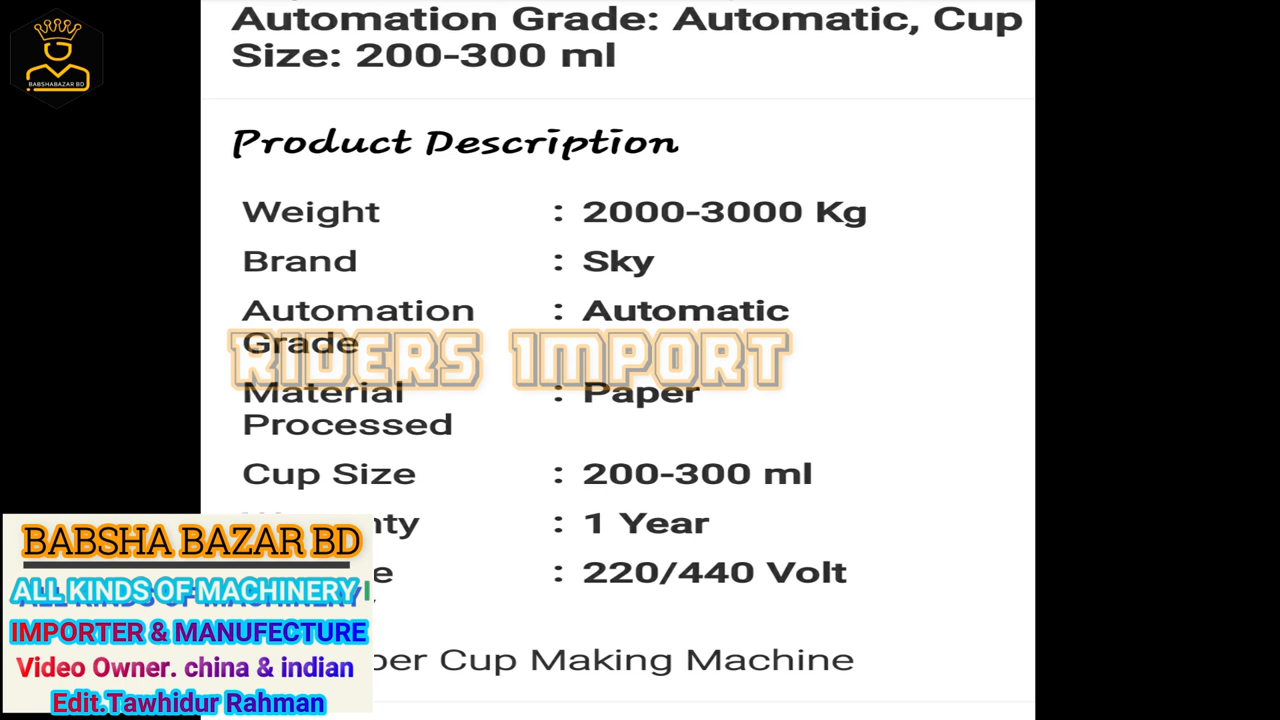 Automation Grade: Automatic, Cup
Size: 200-300 ml
BABSHABAZAR BD
Product Description
Weight : 2000-3000 Kg
Brand : Sky
Automation : Automatic
Grade
RIDERS IMPORT
Material : Paper
Processed
Cup Size : 200-300 ml
nty : 1 Year
e : 220/440 Volt
per Cup Making Machine
BABSHA BAZAR BD
ALL KINDS OF MACHINERY I
IMPORTER & MANUFECTURE
Video Owner. china & indian
Edit.Tawhidur Rahman